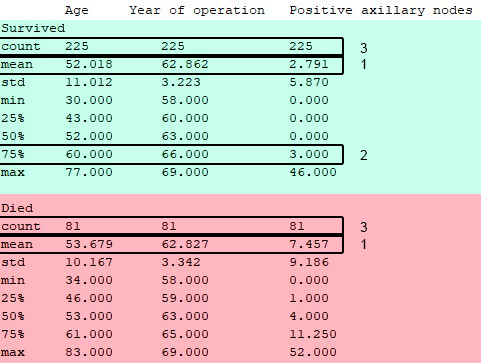 Age Year of operation Positive axillary nodes
Survived
count 225 225 225 3
mean 52.018 62.862 2.791 1
std 11.012 3.223 5.870
min 30.000 58.000 0.000
25% 43.000 60.000 0.000
50% 52.000 63.000 0.000
75% 60.000 66.000 3.000 2
max 77.000 69.000 46.000
Died
count 81 81 81 3
mean 53.679 62.827 7.457 1
std 10.167 3.342 9.186
min 34.000 58.000 0.000
25% 46.000 59.000 1.000
50% 53.000 63.000 4.000
75% 61.000 65.000 11.250
max 83.000 69.000 52.000